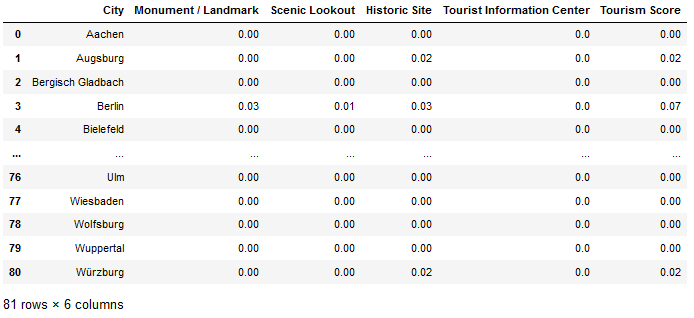 City Monument / Landmark Scenic Lookout Historic Site Tourist Information Center Tourism Score
0 Aachen 0.00 0.00 0.00 0.0 0.00
1 Augsburg 0.00 0.00 0.02 0.0 0.02
2 Bergisch Gladbach 0.00 0.00 0.00 0.0 0.00
3 Berlin 0.03 0.01 0.03 0.0 0.07
4 Bielefeld 0.00 0.00 0.00 0.0 0.00
... ... ... ... ... ... ...
76 Ulm 0.00 0.00 0.00 0.0 0.00
77 Wiesbaden 0.00 0.00 0.00 0.0 0.00
78 Wolfsburg 0.00 0.00 0.00 0.0 0.00
79 Wuppertal 0.00 0.00 0.00 0.0 0.00
80 Würzburg 0.00 0.00 0.02 0.0 0.02
81 rows × 6 columns